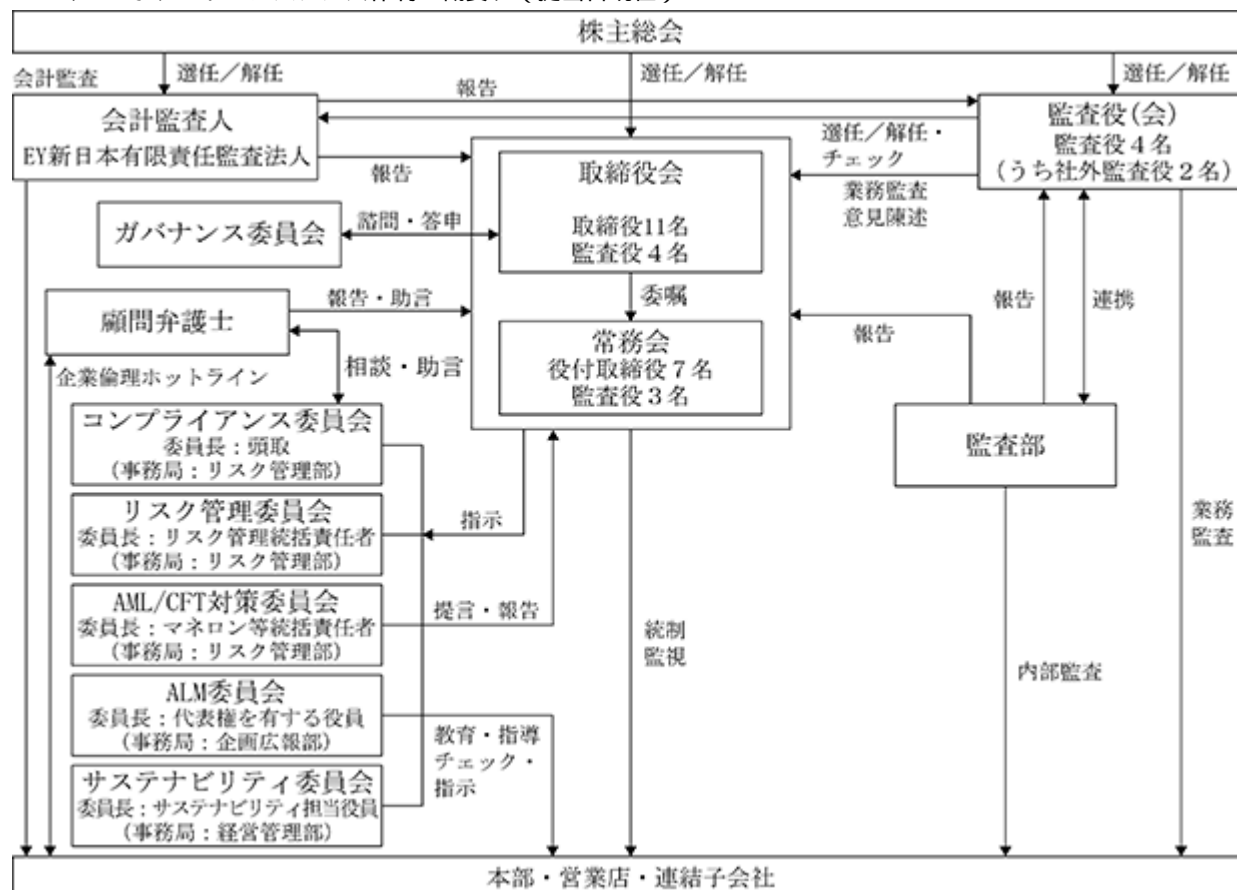 株主総会
会計監査
選任／解任
選任／解任
選任／解任
報告
会計監査人
EY新日本有限責任監査法人
監査役(会)
監査役４名
(うち社外監査役２名)
選任／解任・
チェック
報告
業務監査
意見陳述
取締役会
取締役11名
監査役４名
ガバナンス委員会
諮問・答申
委嘱
顧問弁護士
報告・助言
報告
連携
報告
常務会
役付取締役７名
監査役３名
企業倫理ホットライン
相談・助言
コンプライアンス委員会
委員長：頭取
(事務局：リスク管理部)
監査部
リスク管理委員会
委員長：リスク管理統括責任者
(事務局：リスク管理部)
指示
業務
監査
AML/CFT対策委員会
委員長：マネロン等統括責任者
(事務局：リスク管理部)
提言・報告
統制
監視
内部監査
ALM委員会
委員長：代表権を有する役員
(事務局：企画広報部)
教育・指導
チェック・
指示
サステナビリティ委員会
委員長：サステナビリティ担当役員
(事務局：経営管理部)
本部・営業店・連結子会社